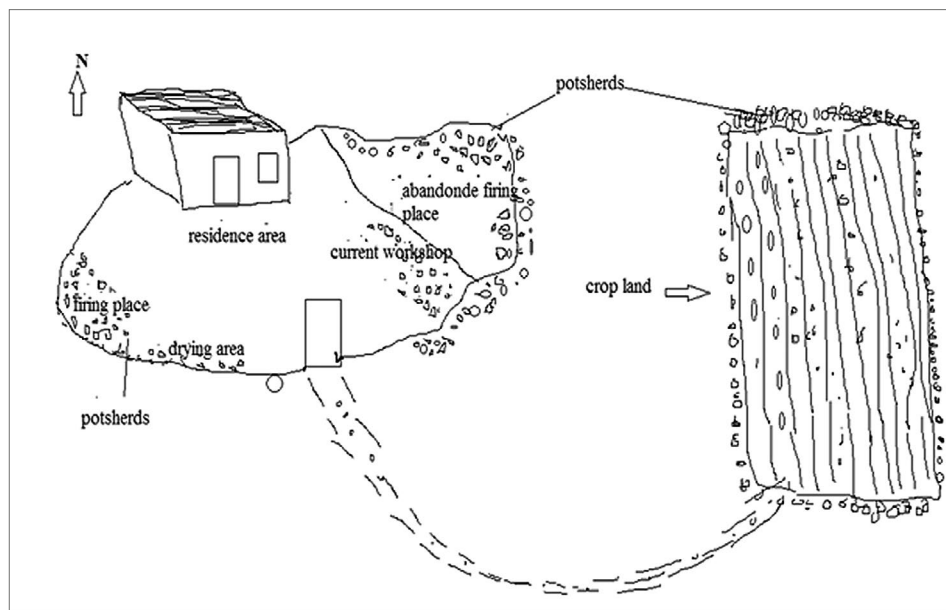 N
potsherds
abandonde firing
place
residence area
current workshop
crop land
firing place
drying area
potsherds